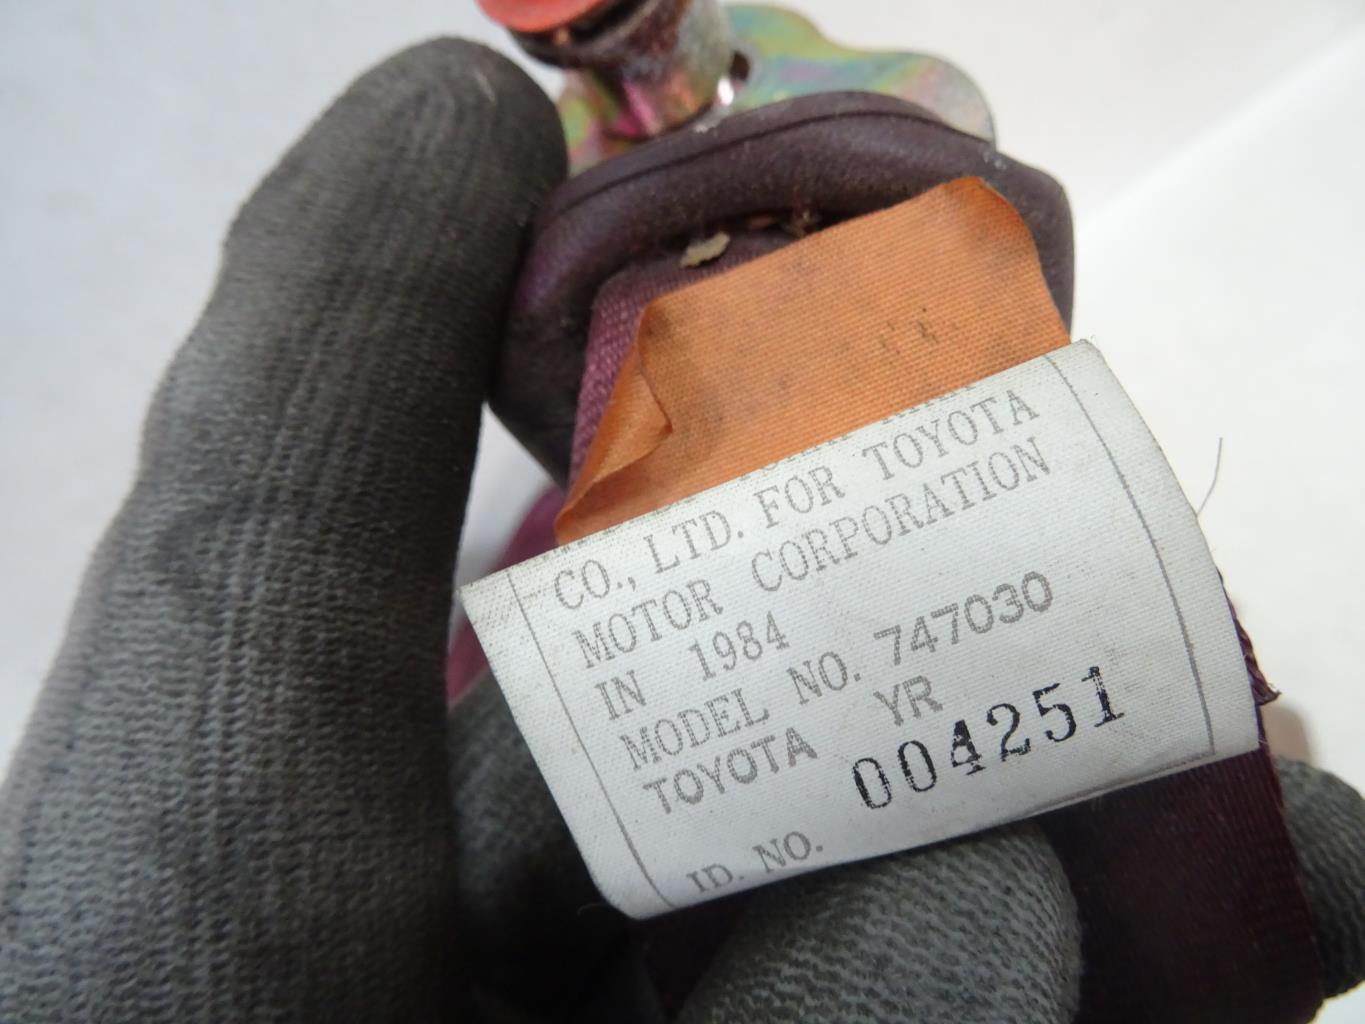 CO., LTD. FOR TOYOTA
MOTOR CORPORATION
IN 1984
MODEL NO. 747030
TOYOTA YR
004251
ID. NO.